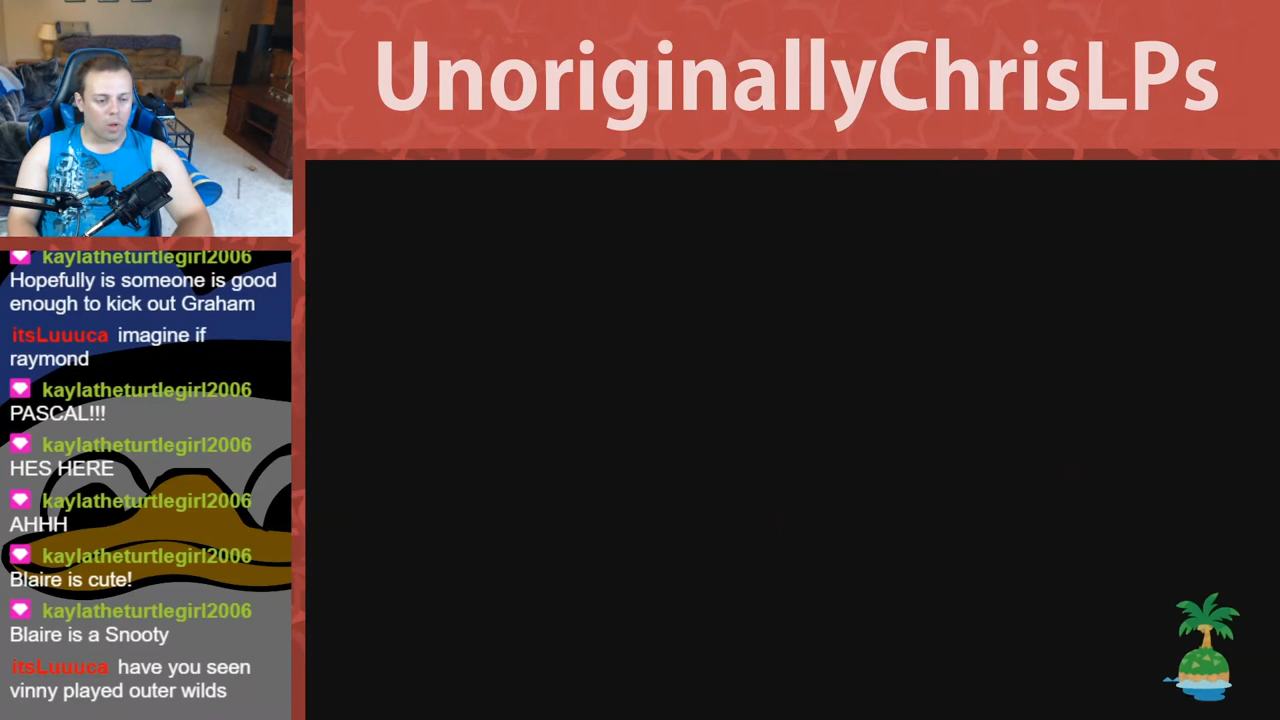 UnoriginallyChrisLPs
kaylatheturtlegirl2006
Hopefully is someone is good
enough to kick out Graham
itsLuuuca imagine if
raymond
kaylatheturtlegirl2006
PASCAL!!!
kaylatheturtlegirl2006
HES HERE
kaylatheturtlegirl2006
AHHH
kaylatheturtlegirl2006
Blaire is cute!
kaylatheturtlegirl2006
Blaire is a Snooty
itsLuuuca have you seen
vinny played outer wilds